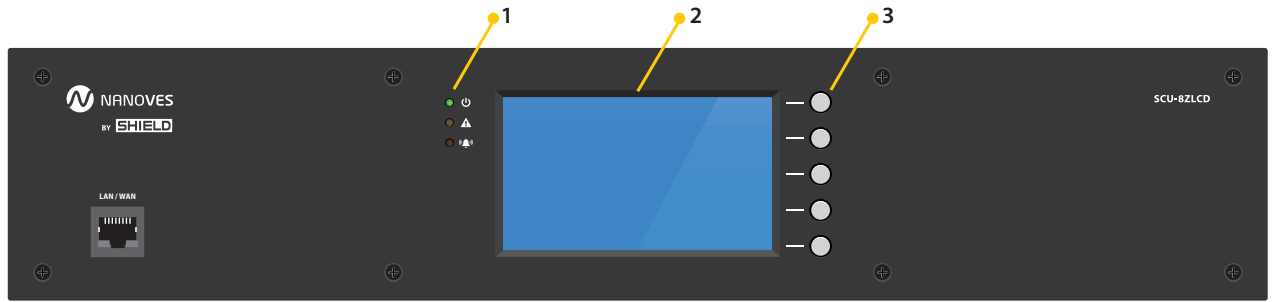 1
2
3
NANOVES
BY SHIELD
SCU-8ZLCD
LAN / WAN